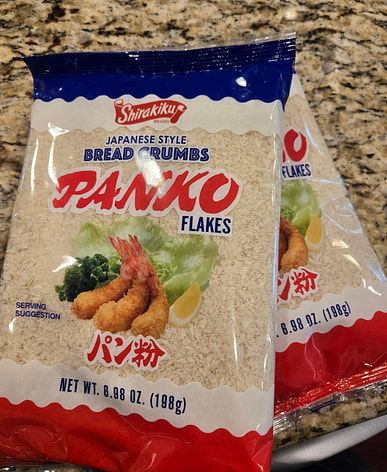 Shirakiku
BRAND
JAPANESE STYLE
BREAD CRUMBS
PANKO
FLAKES
SERVING
SUGGESTION
パン粉
NET WT. 6.98 OZ. (198g)
KO
FLAKES
パン粉
T. 6.98 OZ. (198g)